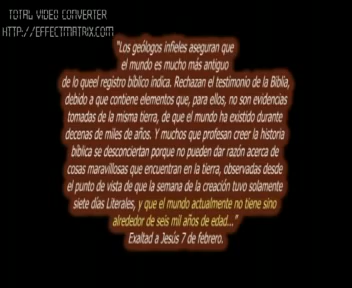 TOTAL VIDEO CONVERTER
HTTP://EFFECTMATRIX.COM
"Los geólogos infieles aseguran que
el mundo es mucho más antiguo
de lo queel registro bíblico indica. Rechazan el testimonio de la Biblia,
debido a que contiene elementos que, para ellos, no son evidencias
tomadas de la misma tierra, de que el mundo ha existido durante
decenas de miles de años. Y muchos que profesan creer la historia
bíblica se desconciertan porque no pueden dar razón acerca de
cosas maravillosas que encuentran en la tierra, observadas desde
el punto de vista de que la semana de la creación tuvo solamente
siete días Literales, y que el mundo actualmente no tiene sino
alrededor de seis mil años de edad..."
Exaltad a Jesús 7 de febrero.